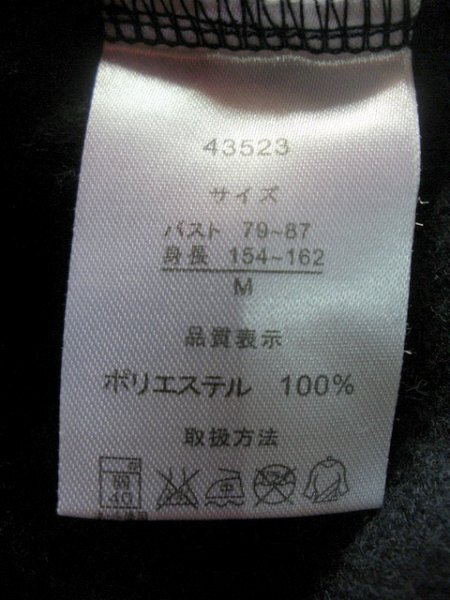 43523
サイズ
バスト 79~87
身長 154~162
M
品質表示
ポリエステル 100%
取扱方法
弱
40
中